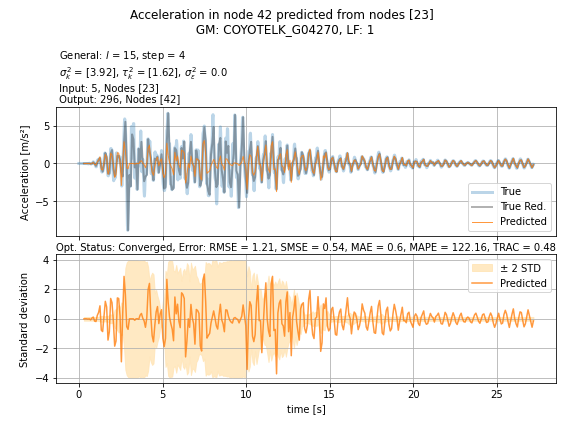 Acceleration in node 42 predicted from nodes [23]
GM: COYOTELK_G04270, LF: 1
General: l = 15, step = 4
σ²ₖ = [3.92], τ²ₖ = [1.62], σ²ε = 0.0
Input: 5, Nodes [23]
Output: 296, Nodes [42]
Acceleration [m/s²]
5
0
−5
True
True Red.
Predicted
Opt. Status: Converged, Error: RMSE = 1.21, SMSE = 0.54, MAE = 0.6, MAPE = 122.16, TRAC = 0.48
Standard deviation
4
2
0
−2
−4
± 2 STD
Predicted
0 5 10 15 20 25
time [s]